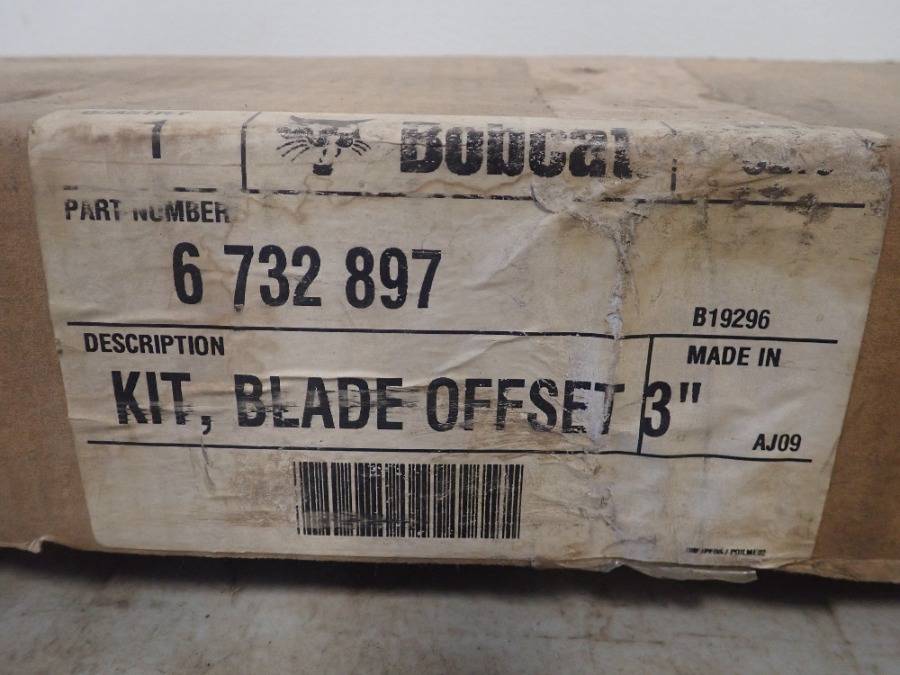 1
Bobcat
PART NUMBER
6 732 897
B19296
DESCRIPTION
MADE IN
KIT, BLADE OFFSET 3"
AJ09